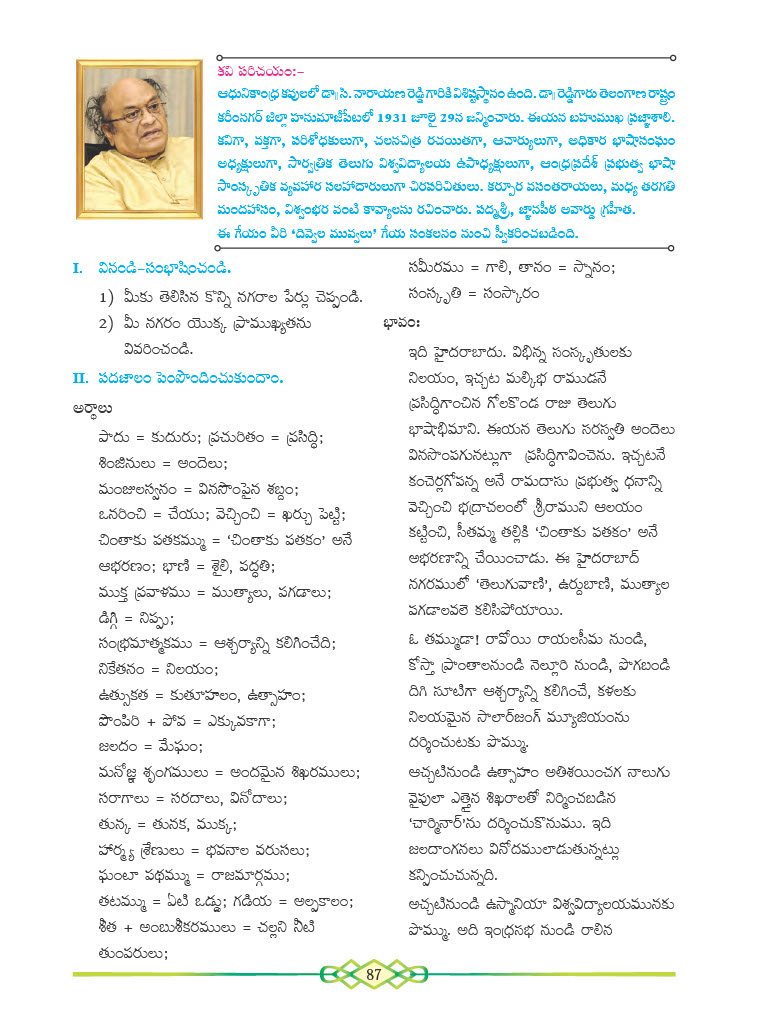 కవి పరిచయం:-
ఆధునికాంధ్ర కవులలో డా॥ సి. నారాయణ రెడ్డి గారికి విశిష్టస్థానం ఉంది. డా॥ రెడ్డిగారు తెలంగాణ రాష్ట్రం
కరీంనగర్ జిల్లా హనుమాజీపేటలో 1931 జూలై 29న జన్మించారు. ఈయన బహుముఖ ప్రజ్ఞాశాలి.
కవిగా, వక్తగా, పరిశోధకులుగా, చలనచిత్ర రచయితగా, ఆచార్యులుగా, అధికార భాషాసంఘం
అధ్యక్షులుగా, సార్వత్రిక తెలుగు విశ్వవిద్యాలయ ఉపాధ్యక్షులుగా, ఆంధ్రప్రదేశ్ ప్రభుత్వ భాషా
సాంస్కృతిక వ్యవహార సలహాదారులుగా చిరపరిచితులు. కర్పూర వసంతరాయలు, మధ్య తరగతి
మందహాసం, విశ్వంభర వంటి కావ్యాలను రచించారు. పద్మశ్రీ, జ్ఞానపీఠ అవార్డు గ్రహీత.
ఈ గేయం వీరి ‘దివ్వెల మువ్వలు’ గేయ సంకలనం నుంచి స్వీకరించబడింది.
I. వినండి-సంభాషించండి.
1) మీకు తెలిసిన కొన్ని నగరాల పేర్లు చెప్పండి.
2) మీ నగరం యొక్క ప్రాముఖ్యతను
వివరించండి.
II. పదజాలం పెంపొందించుకుందాం.
అర్థాలు
పాదు = కుదురు; ప్రచురితం = ప్రసిద్ధి;
శింజినులు = అందెలు;
మంజులస్వనం = వినసొంపైన శబ్దం;
ఒనరించి = చేయు; వెచ్చించి = ఖర్చు పెట్టి;
చింతాకు పతకమ్ము = ‘చింతాకు పతకం’ అనే
ఆభరణం; భాణి = శైలి, పద్ధతి;
ముక్త ప్రవాళము = ముత్యాలు, పగడాలు;
డిగ్గి = నిప్పు;
సంభ్రమాత్మకము = ఆశ్చర్యాన్ని కలిగించేది;
నికేతనం = నిలయం;
ఉత్సుకత = కుతూహలం, ఉత్సాహం;
పొంపిరి + పోవ = ఎక్కువకాగా;
జలదం = మేఘం;
మనోజ్ఞ శృంగములు = అందమైన శిఖరములు;
సరాగాలు = సరదాలు, వినోదాలు;
తున్క = తునక, ముక్క;
హర్మ్య శ్రేణులు = భవనాల వరుసలు;
ఘంటా పథమ్ము = రాజమార్గము;
తటమ్ము = ఏటి ఒడ్డు; గడియ = అల్పకాలం;
శీత + అంబుశీకరములు = చల్లని నీటి
తుంపరులు;
సమీరము = గాలి, తానం = స్నానం;
సంస్కృతి = సంస్కారం
భావం:
ఇది హైదరాబాదు. విభిన్న సంస్కృతులకు
నిలయం, ఇచ్చట మల్కిభ రాముడనే
ప్రసిద్ధిగాంచిన గోలకొండ రాజు తెలుగు
భాషాభిమాని. ఈయన తెలుగు సరస్వతి అందెలు
వినసొంపగునట్లుగా ప్రసిద్ధిగావించెను. ఇచ్చటనే
కంచెర్లగోపన్న అనే రామదాసు ప్రభుత్వ ధనాన్ని
వెచ్చించి భద్రాచలంలో శ్రీరాముని ఆలయం
కట్టించి, సీతమ్మ తల్లికి ‘చింతాకు పతకం’ అనే
అభరణాన్ని చేయించాడు. ఈ హైదరాబాద్
నగరములో ‘తెలుగువాణి’, ఉర్దుబాణి, ముత్యాల
పగడాలవలె కలిసిపోయాయి.
ఓ తమ్ముడా! రావోయి రాయలసీమ నుండి,
కోస్తా ప్రాంతాలనుండి నెల్లూరి నుండి, పొగబండి
దిగి సూటిగా ఆశ్చర్యాన్ని కలిగించే, కళలకు
నిలయమైన సాలార్‌జంగ్ మ్యూజియంను
దర్శించుటకు పొమ్ము.
ఆచ్చటినుండి ఉత్సాహం అతిశయించగ నాలుగు
వైపులా ఎత్తైన శిఖరాలతో నిర్మించబడిన
‘చార్మినార్’ను దర్శించుకొనుము. ఇది
జలదాంగనలు వినోదములాడుతున్నట్లు
కన్పించుచున్నది.
అచ్చటినుండి ఉస్మానియా విశ్వవిద్యాలయమునకు
పొమ్ము. అది ఇంద్రసభ నుండి రాలిన
87